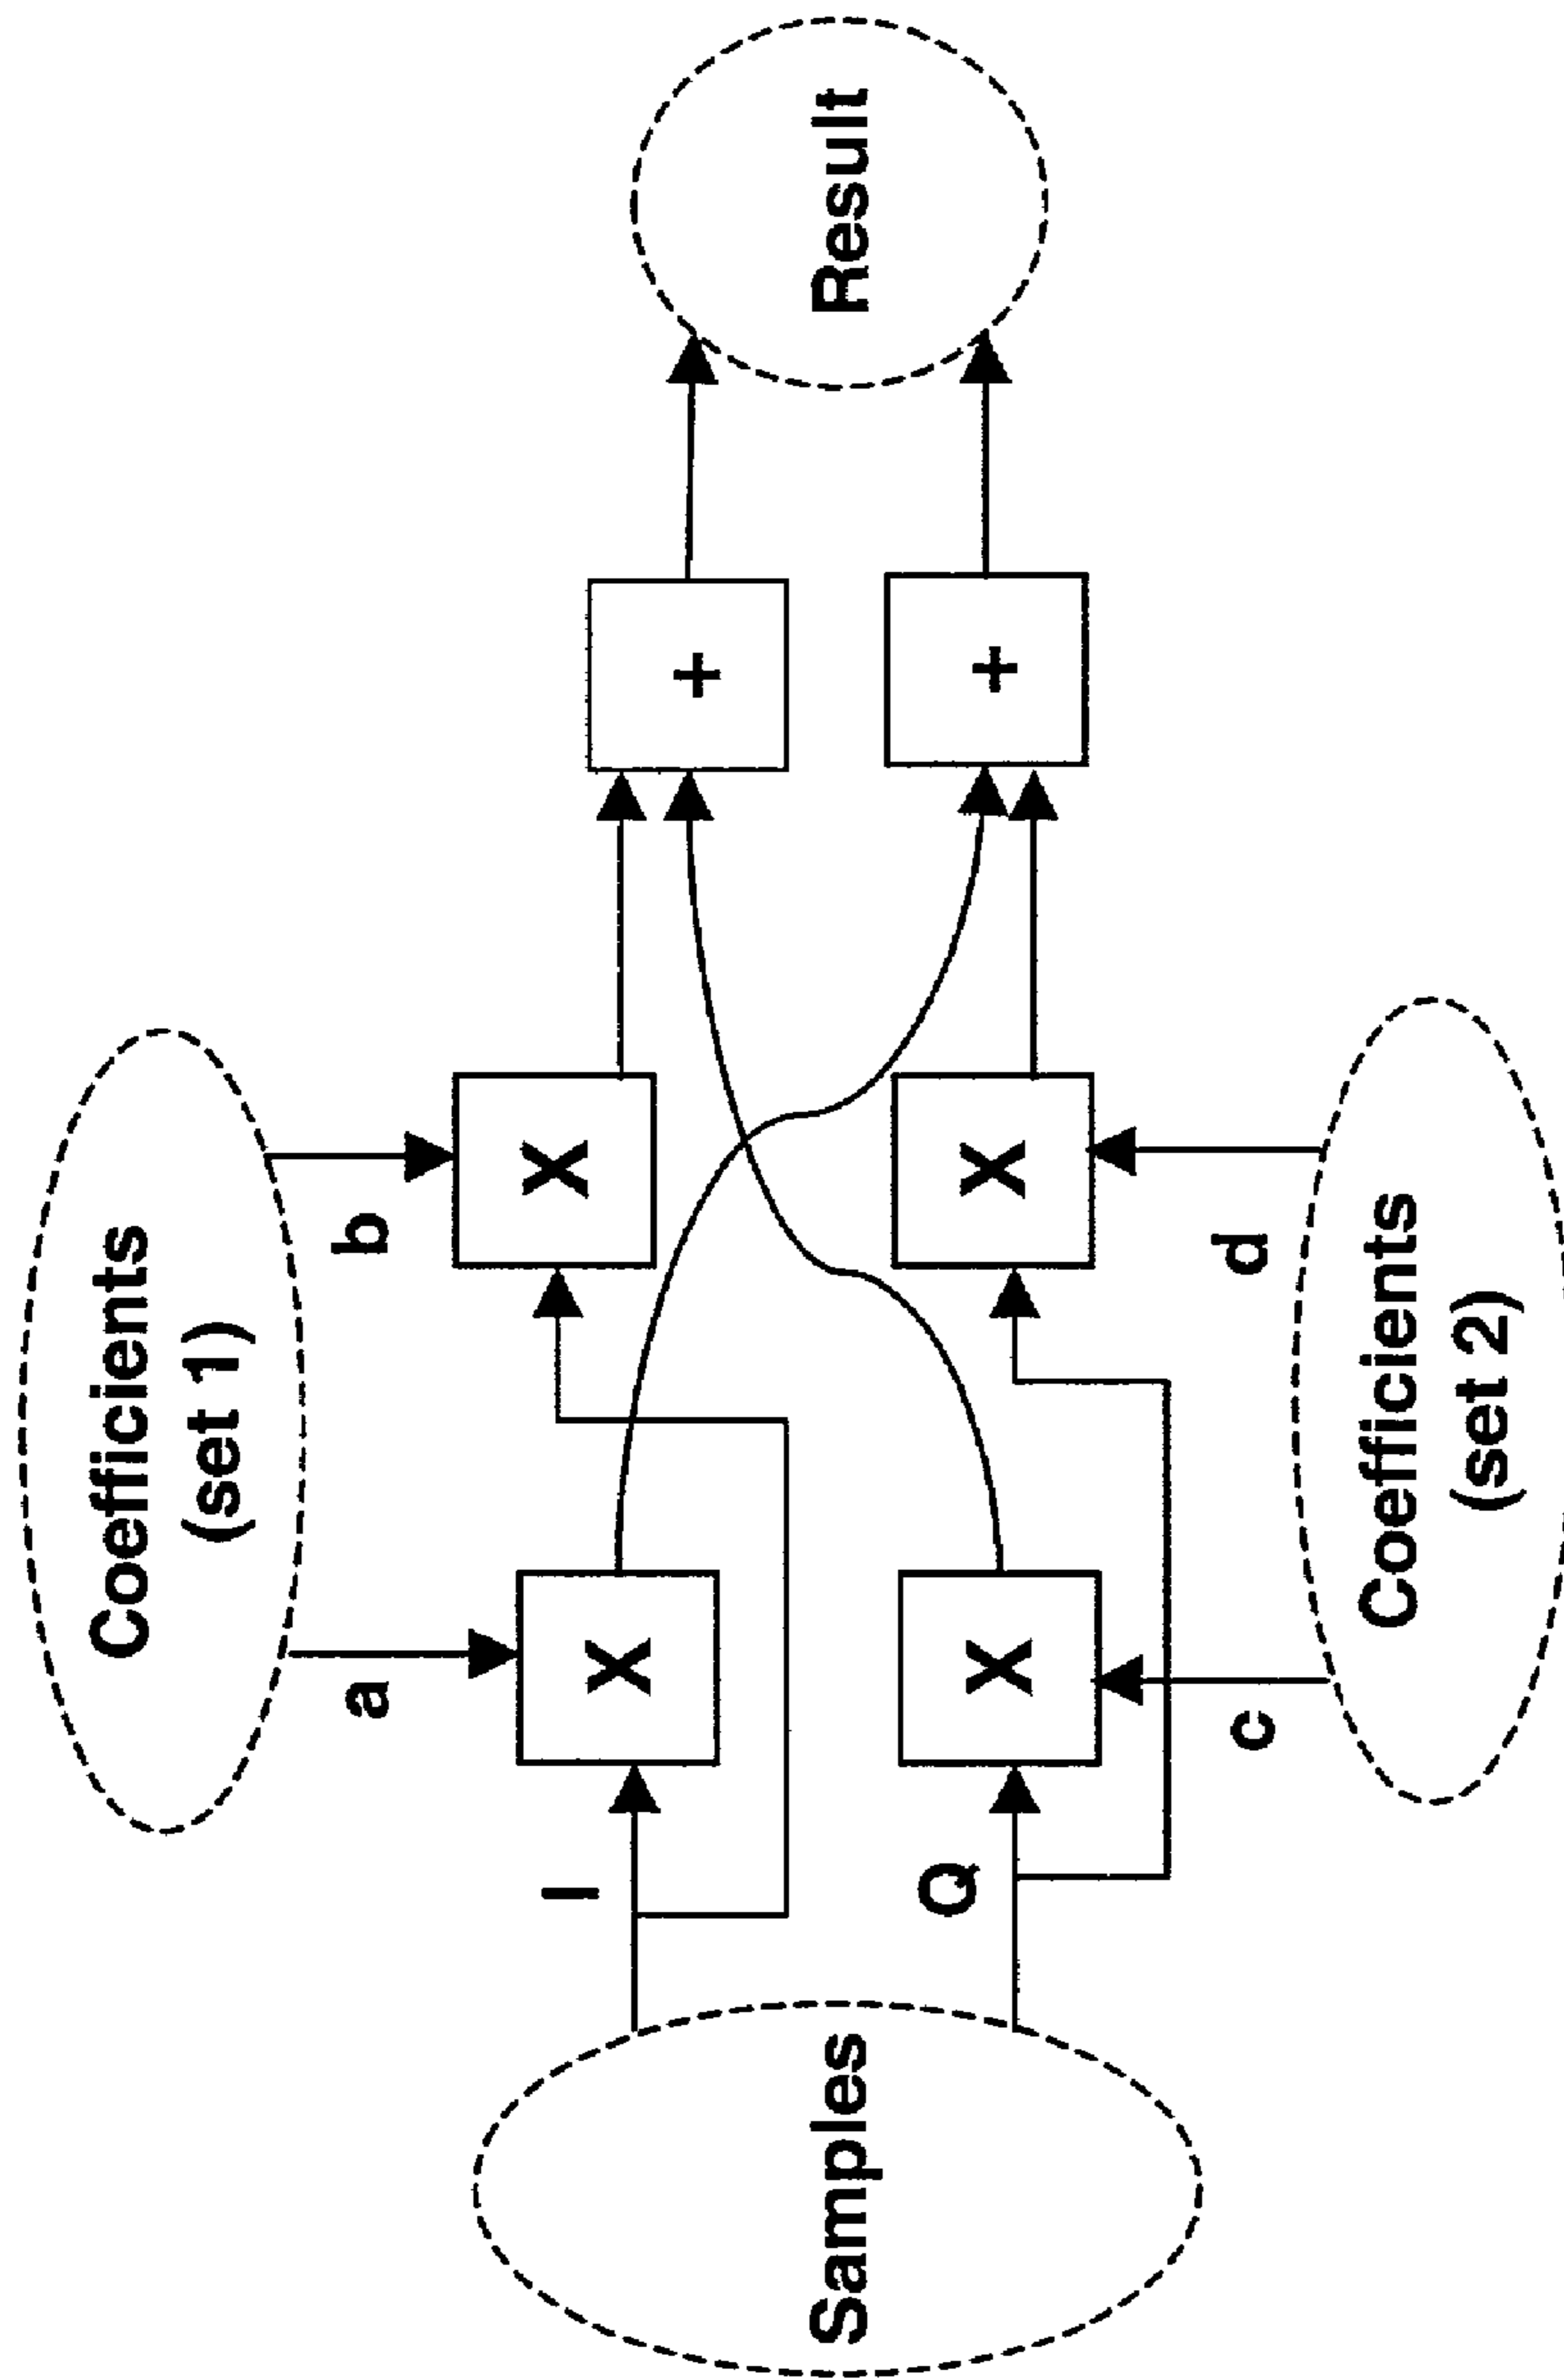 Coefficients
(set 1)
a
b
I
X
X
+
Samples
Result
Q
X
X
+
c
d
Coefficients
(set 2)